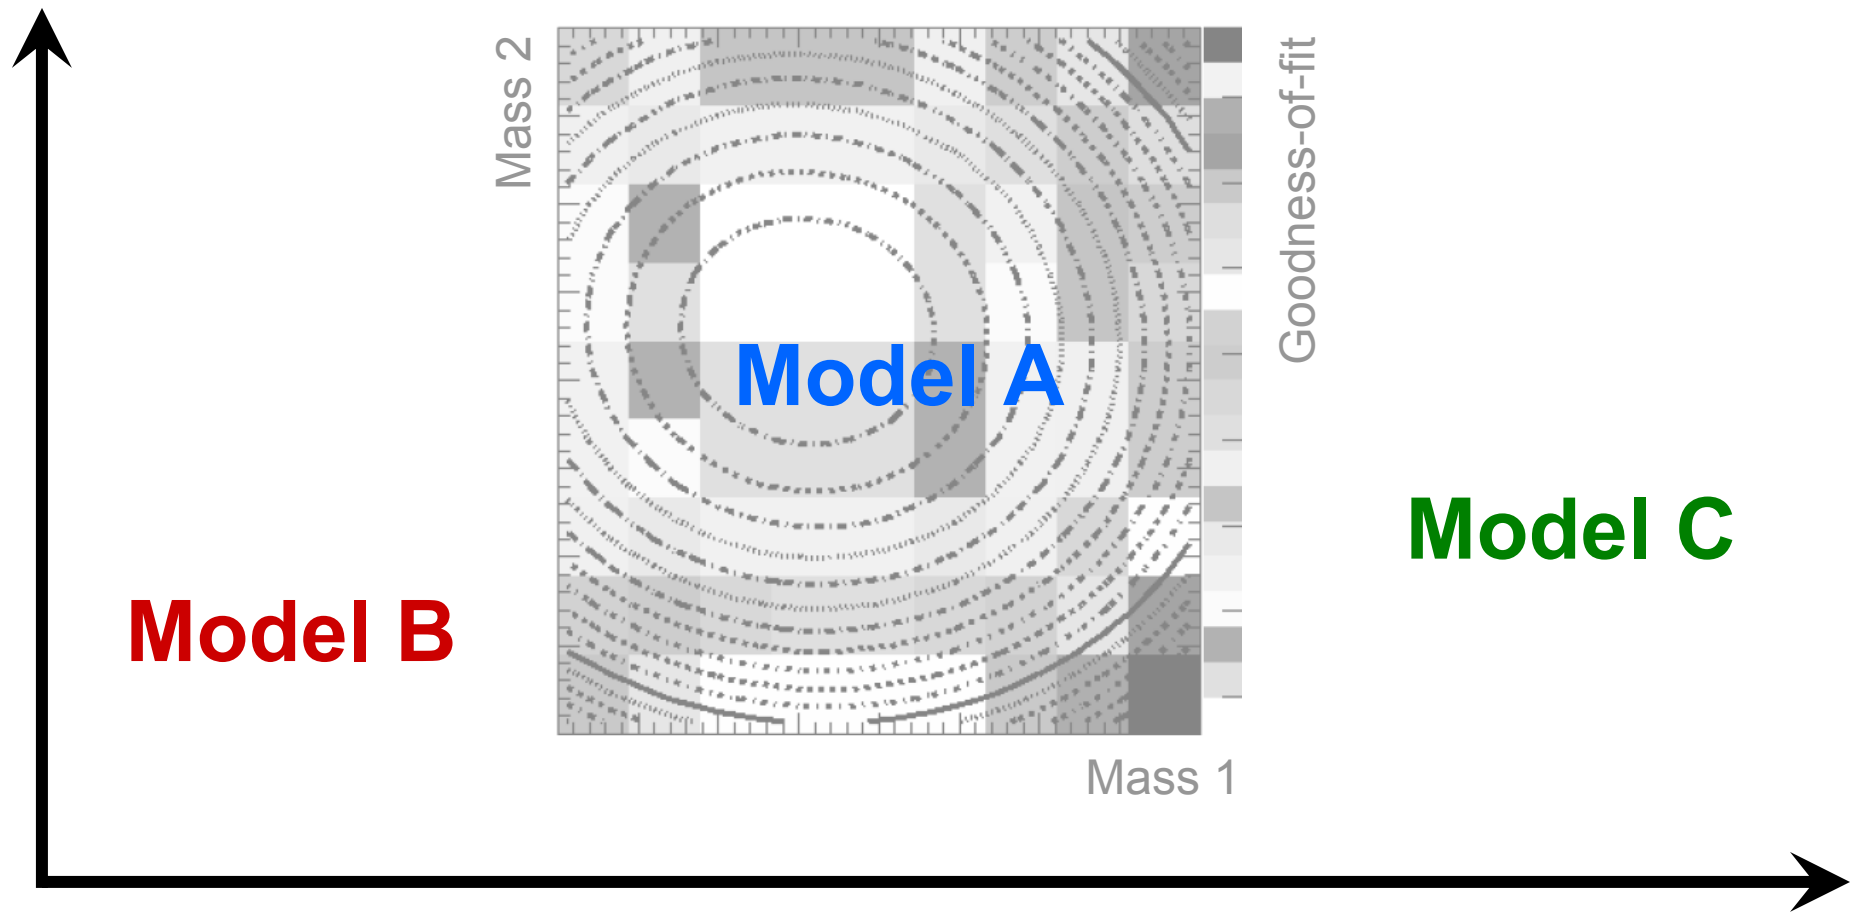 Mass 2
Goodness-of-fit
Model A
Model C
Model B
Mass 1